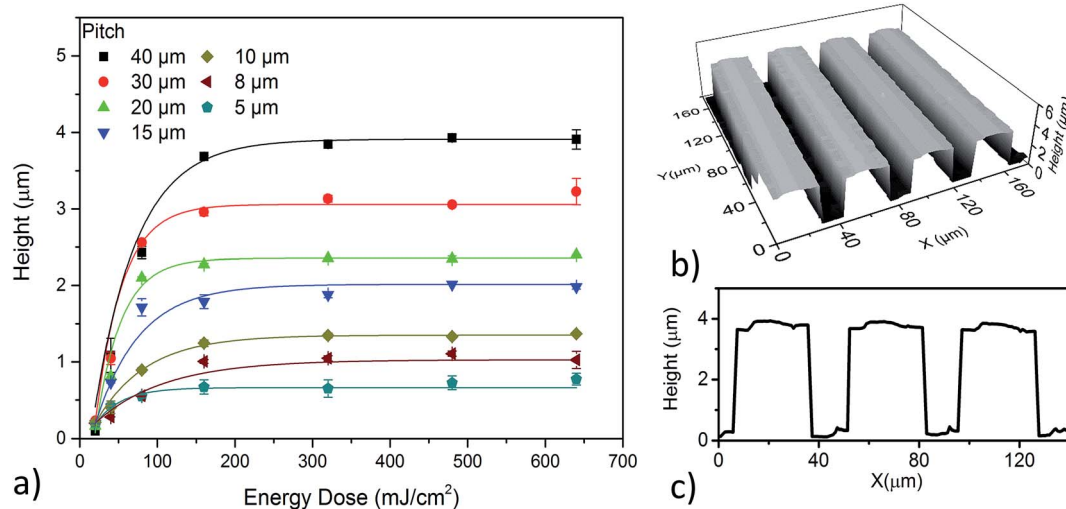 a)
Pitch
40 μm
30 μm
20 μm
15 μm
10 μm
8 μm
5 μm
Height (μm)
5
4
3
2
1
0
0 100 200 300 400 500 600 700
Energy Dose (mJ/cm²)
b)
160
120
80
40
0
Y(μm)
0
40
80
120
160
X (μm)
6
4
2
0
Height (μm)
c)
Height (μm)
4
2
0
0 40 80 120
X(μm)